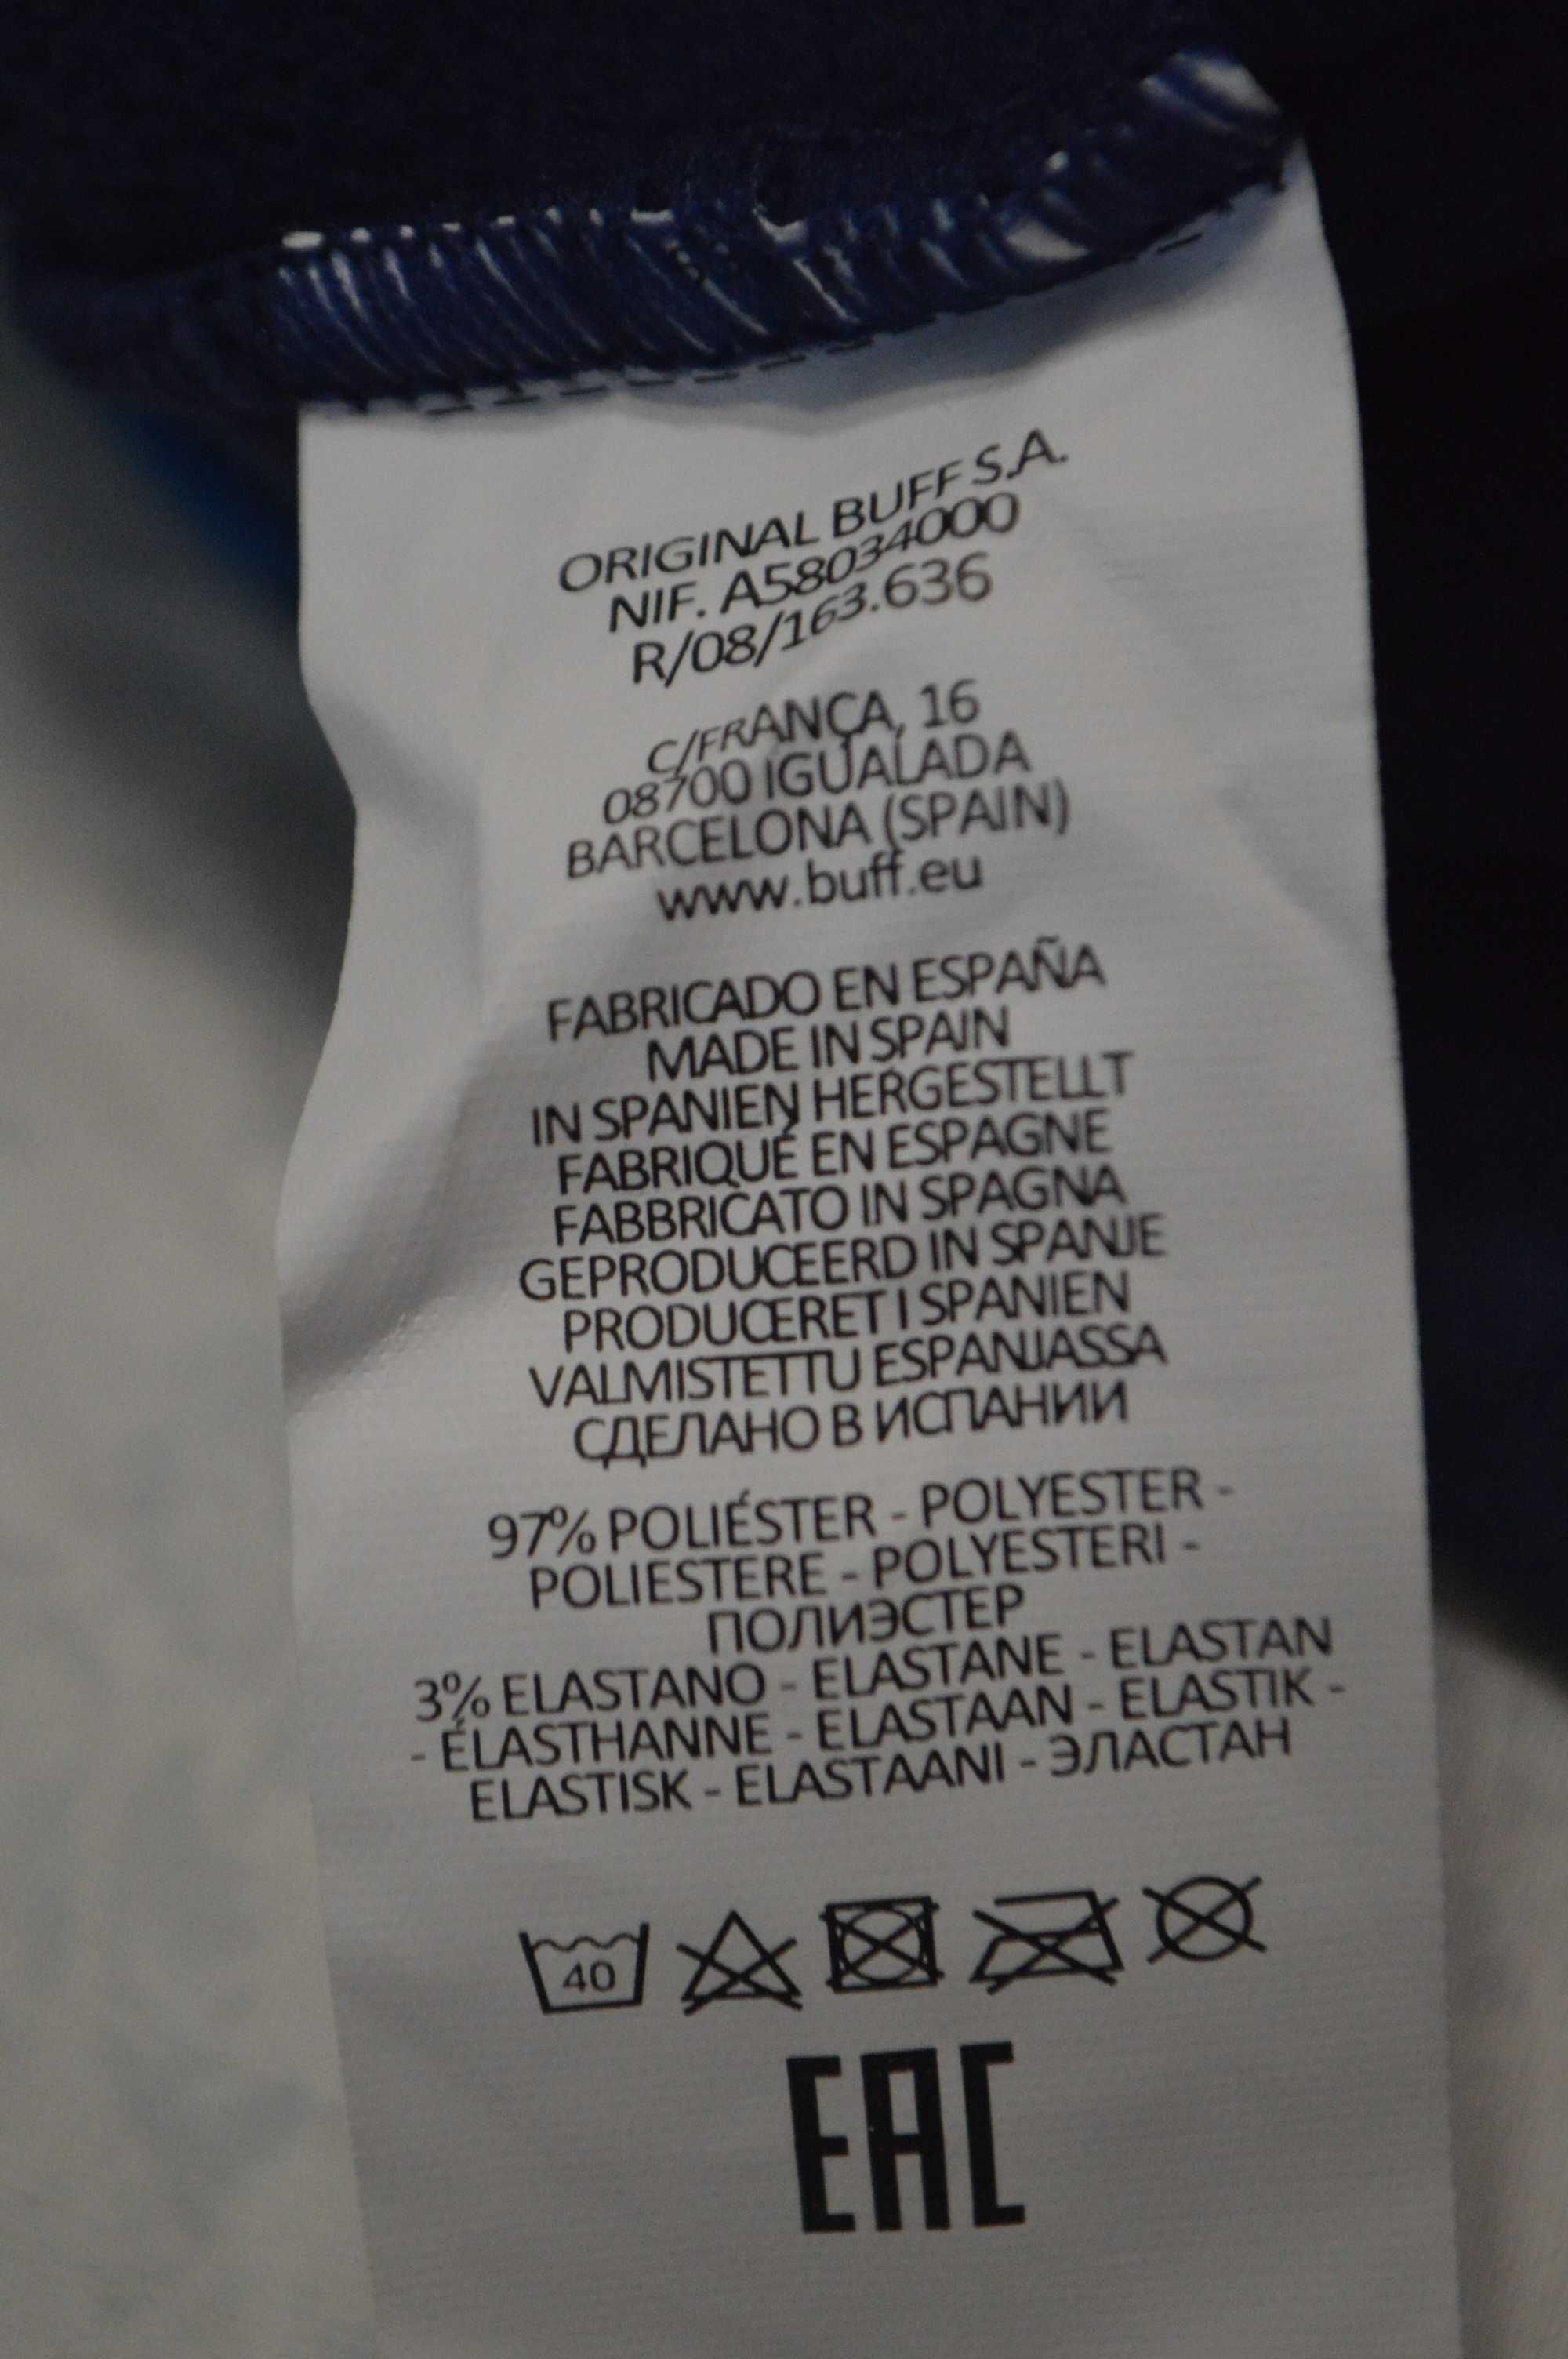 ORIGINAL BUFF S.A.
NIF. A58034000
R/08/163.636
C/FRANÇA, 16
08700 IGUALADA
BARCELONA (SPAIN)
www.buff.eu
FABRICADO EN ESPAÑA
MADE IN SPAIN
IN SPANIEN HERGESTELLT
FABRIQUÉ EN ESPAGNE
FABBRICATO IN SPAGNA
GEPRODUCEERD IN SPANJE
PRODUCERET I SPANIEN
VALMISTETTU ESPANJASSA
СДЕЛАНО В ИСПАНИИ
97% POLIÉSTER - POLYESTER -
POLIESTERE - POLYESTERI -
ПОЛИЭСТЕР
3% ELASTANO - ELASTANE - ELASTAN
- ÉLASTHANNE - ELASTAAN - ELASTIK -
ELASTISK - ELASTAANI - ЭЛАСТАН
40
EAC